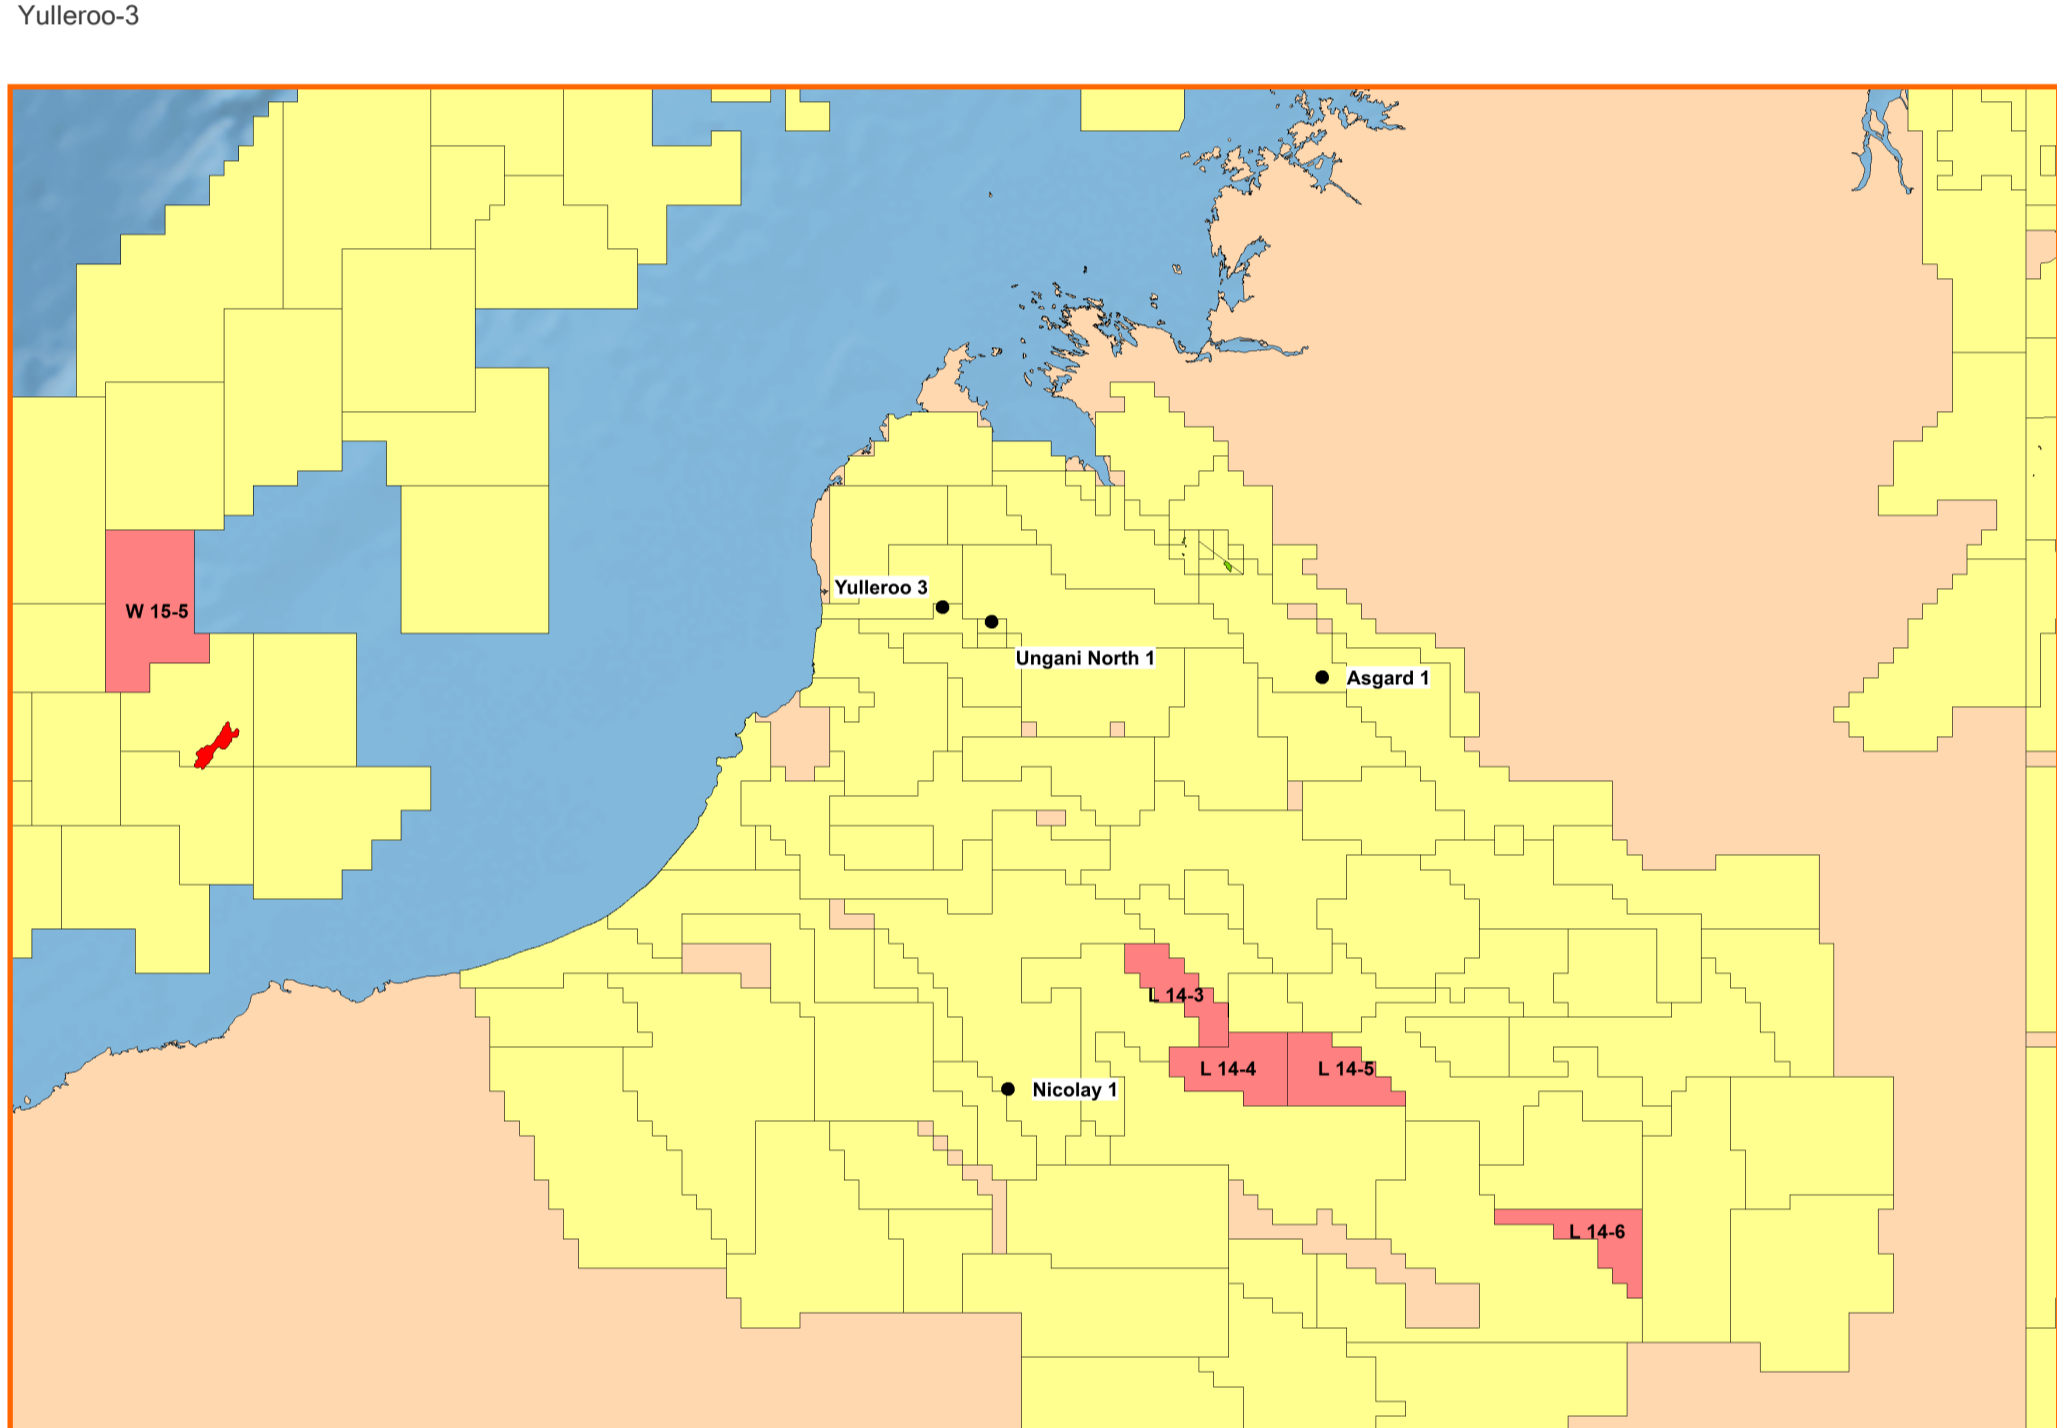 Yulleroo-3
Yulleroo 3
W 15-5
Ungani North 1
Asgard 1
L 14-3
L 14-4
L 14-5
Nicolay 1
L 14-6